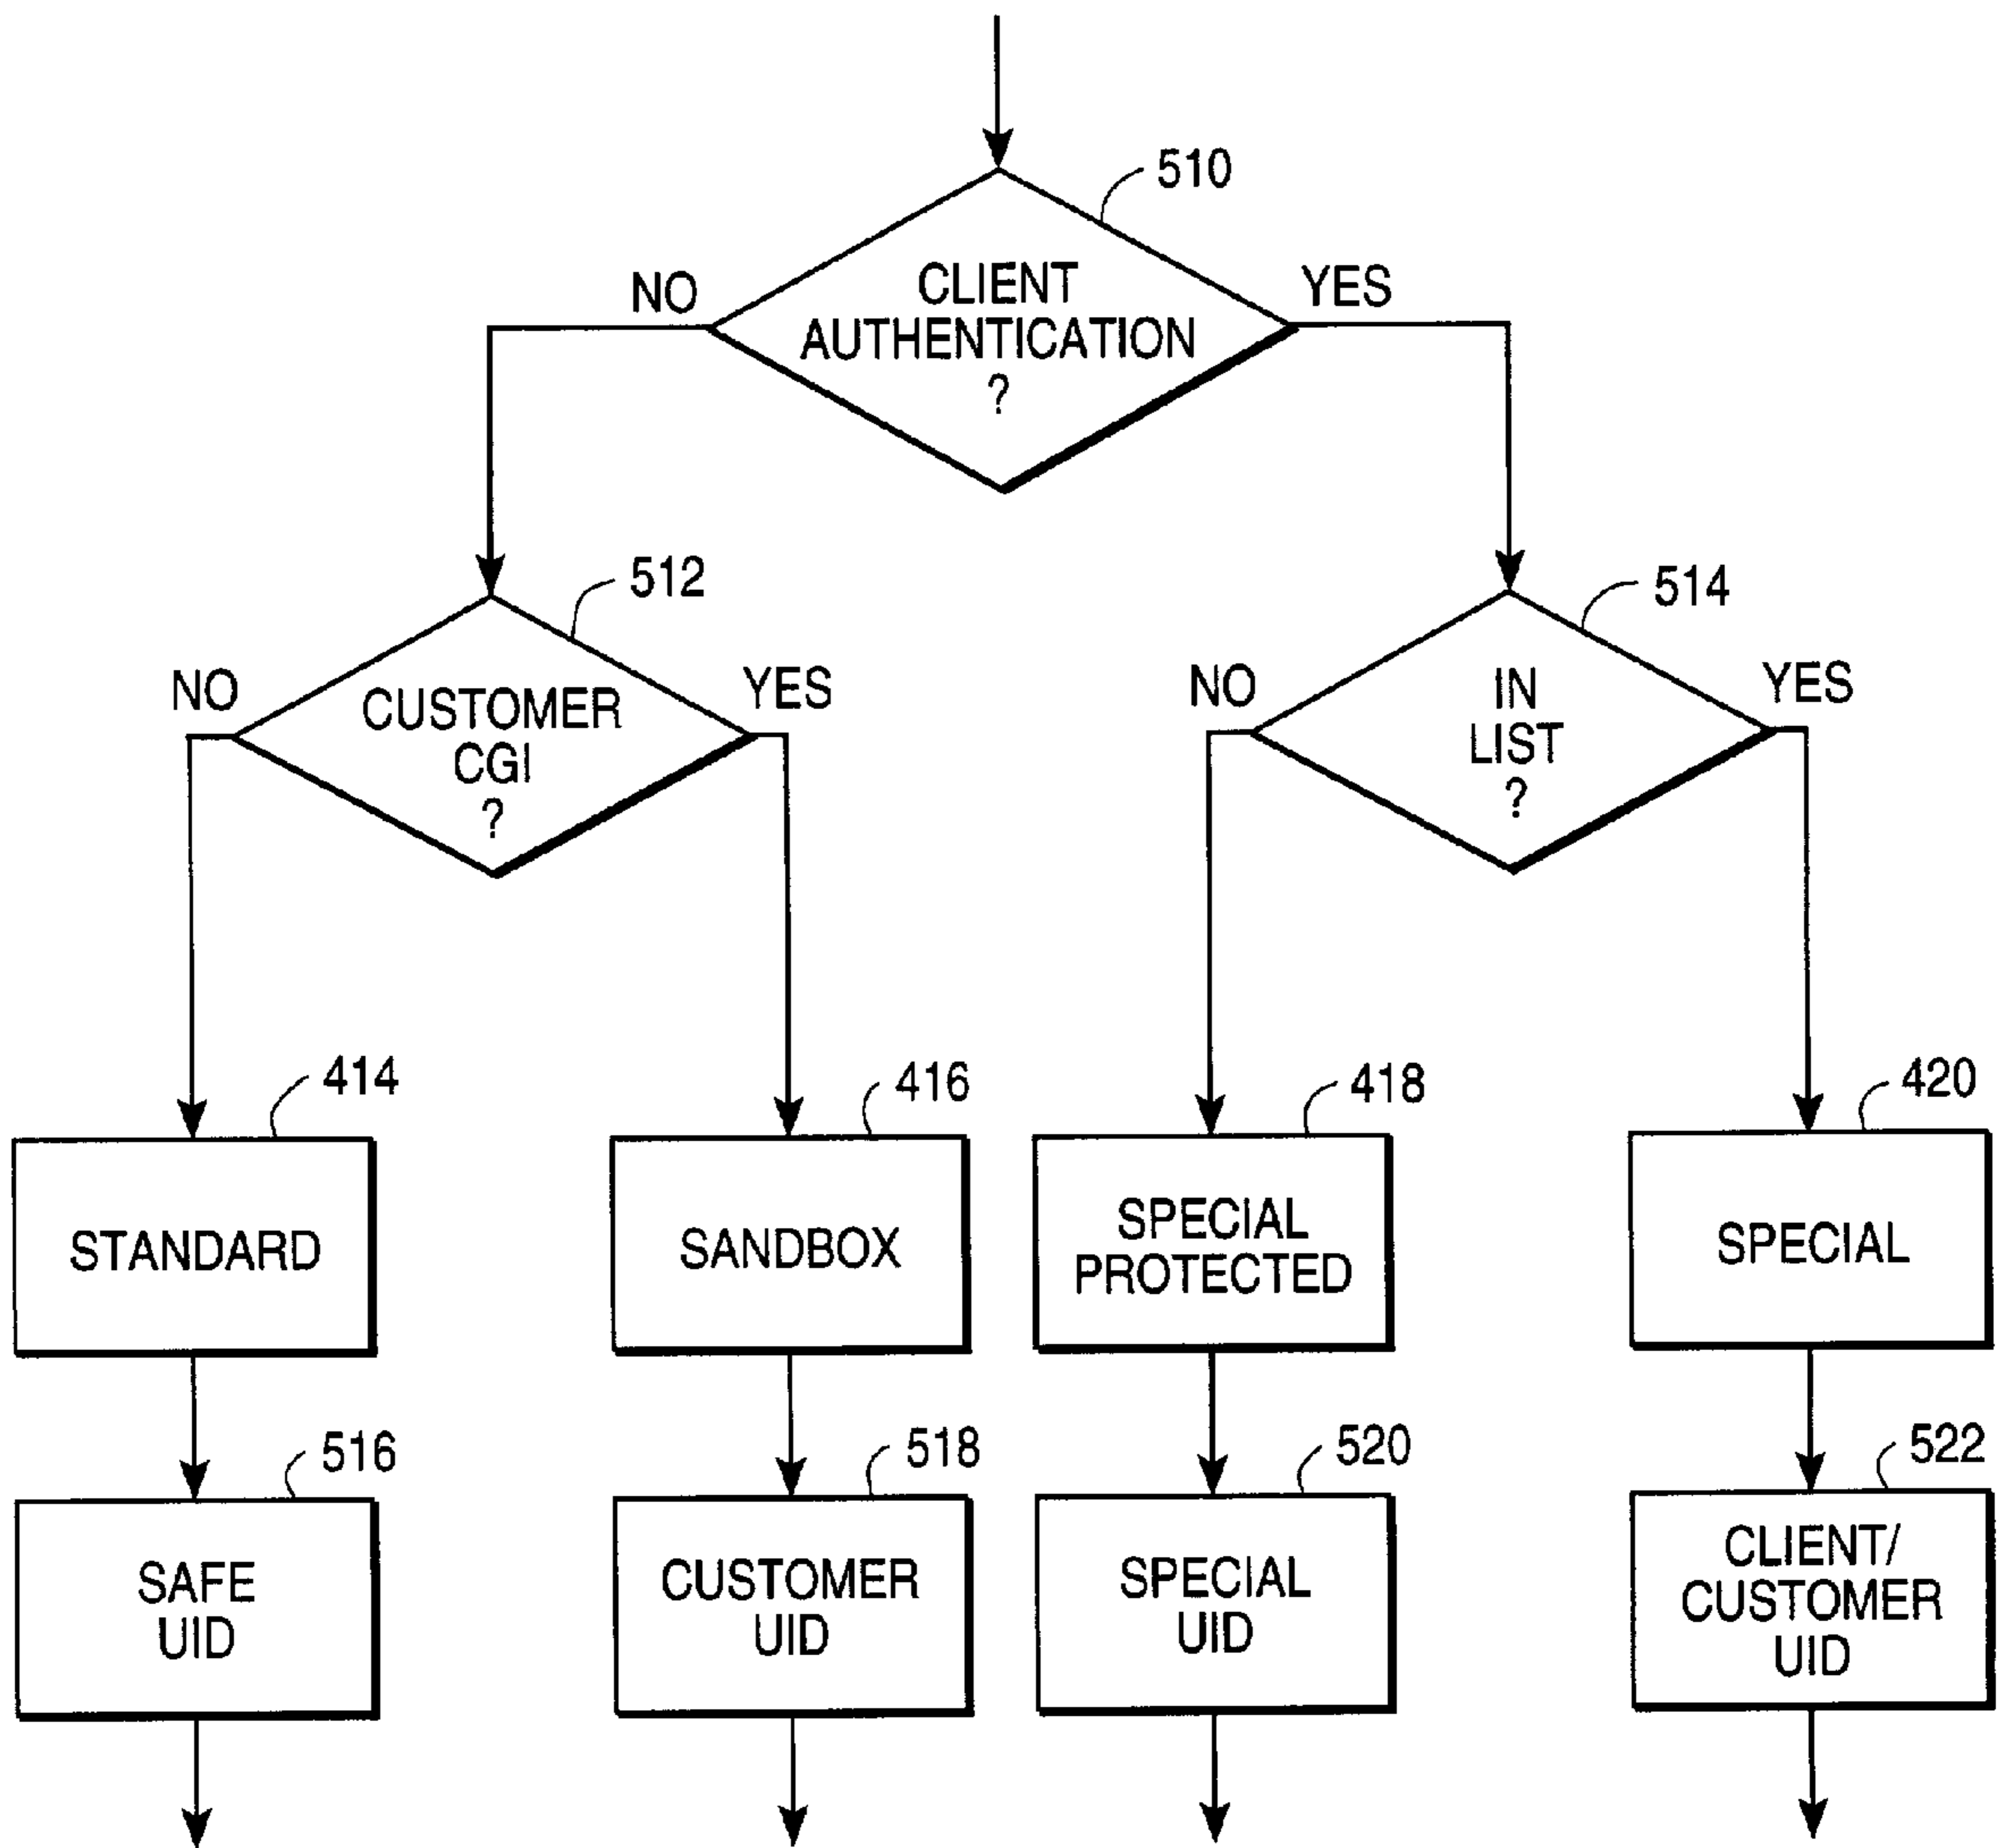 510
NO
YES
CLIENT
AUTHENTICATION
?
512
514
NO
YES
CUSTOMER
CGI
?
NO
YES
IN
LIST
?
414
416
418
420
STANDARD
SANDBOX
SPECIAL
PROTECTED
SPECIAL
516
518
520
522
SAFE
UID
CUSTOMER
UID
SPECIAL
UID
CLIENT/
CUSTOMER
UID